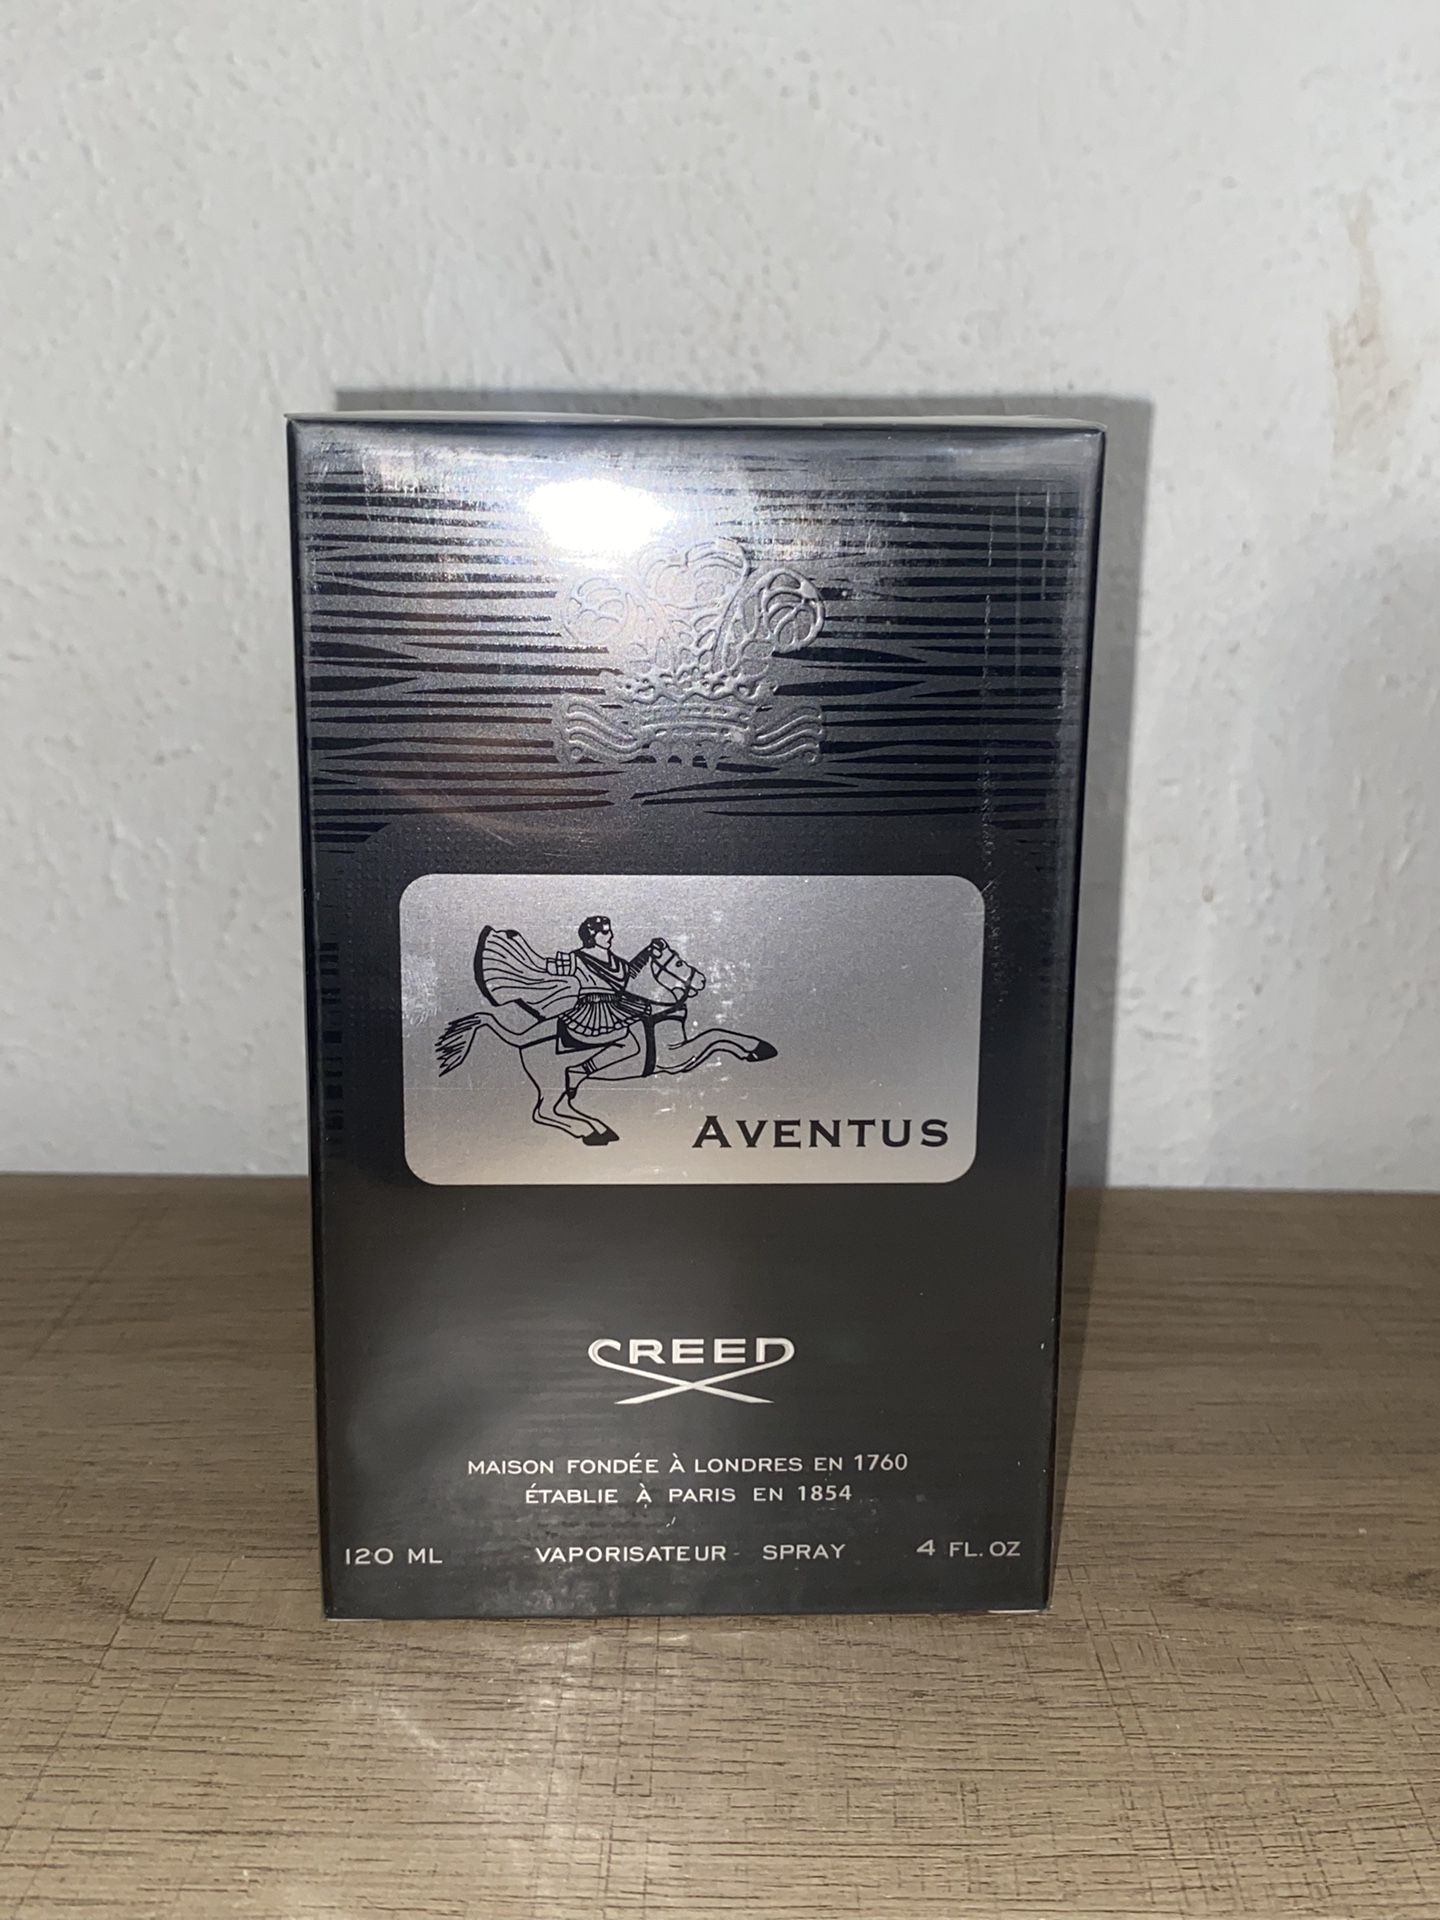 AVENTUS
CREED
MAISON FONDÉE À LONDRES EN 1760
ÉTABLIE À PARIS EN 1854
120 ML VAPORISATEUR - SPRAY 4 FL. OZ